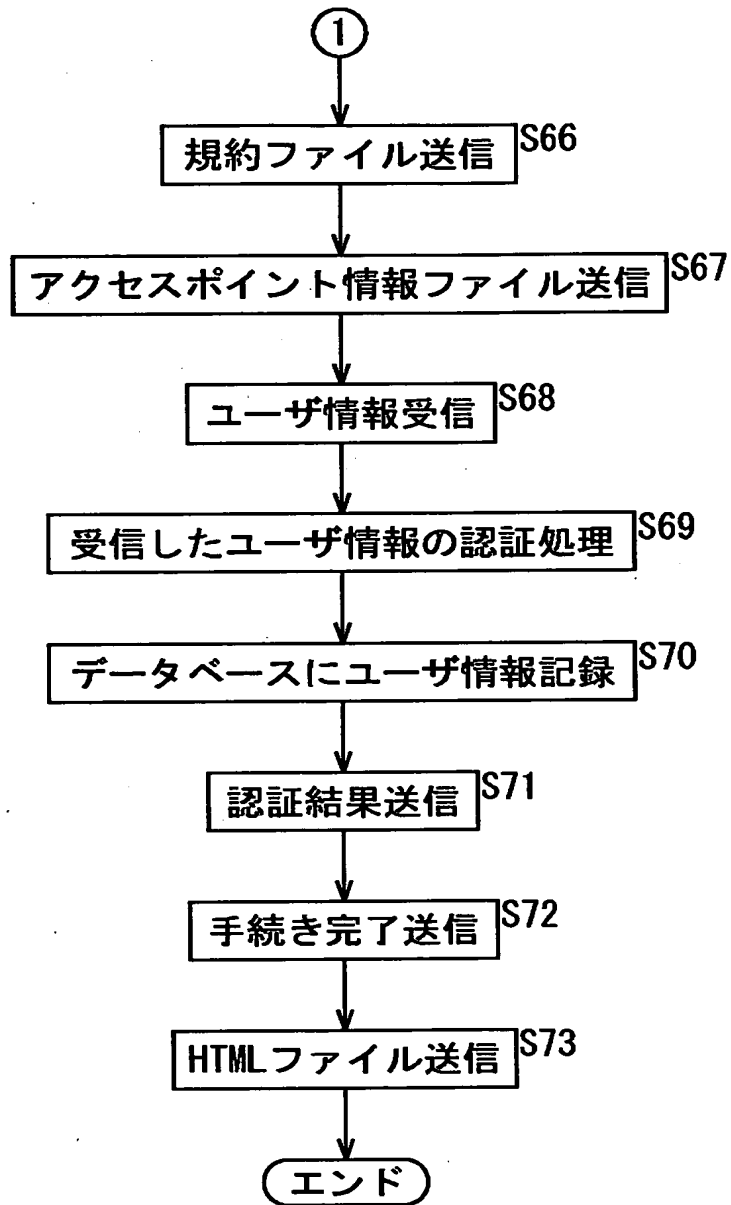 1
規約ファイル送信 S66
アクセスポイント情報ファイル送信 S67
ユーザ情報受信 S68
受信したユーザ情報の認証処理 S69
データベースにユーザ情報記録 S70
認証結果送信 S71
手続き完了送信 S72
HTMLファイル送信 S73
エンド